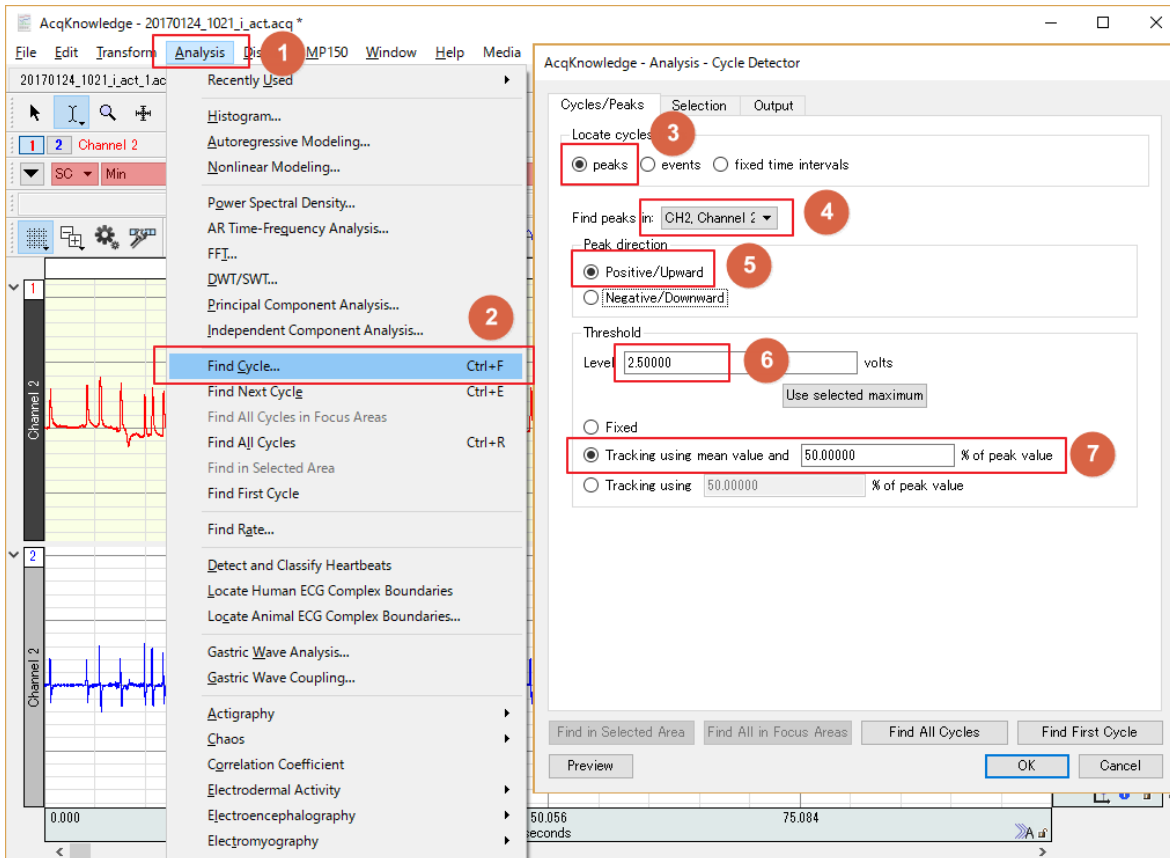 AcqKnowledge - 20170124_1021_i_act.acq *
File Edit Transform Analysis Dis MP150 Window Help Media
1
20170124_1021_i_act_1.ac
1 2 Channel 2
SC Min
Recently Used
Histogram...
Autoregressive Modeling...
Nonlinear Modeling...
Power Spectral Density...
AR Time-Frequency Analysis...
FFT...
DWT/SWT...
Principal Component Analysis...
Independent Component Analysis...
2
Find Cycle... Ctrl+F
Find Next Cycle Ctrl+E
Find All Cycles in Focus Areas
Find All Cycles Ctrl+R
Find in Selected Area
Find First Cycle
Find Rate...
Detect and Classify Heartbeats
Locate Human ECG Complex Boundaries
Locate Animal ECG Complex Boundaries...
Gastric Wave Analysis...
Gastric Wave Coupling...
Actigraphy
Chaos
Correlation Coefficient
Electrodermal Activity
Electroencephalography
Electromyography
1
Channel 2
2
Channel 2
0.000 50.056 75.084
seconds
A
AcqKnowledge - Analysis - Cycle Detector
Cycles/Peaks Selection Output
Locate cycles
3
peaks events fixed time intervals
Find peaks in: CH2, Channel 2
4
Peak direction
Positive/Upward
5
Negative/Downward
Threshold
Level 2.50000 volts
6
Use selected maximum
Fixed
Tracking using mean value and 50.00000 % of peak value
7
Tracking using 50.00000 % of peak value
Find in Selected Area Find All in Focus Areas Find All Cycles Find First Cycle
Preview OK Cancel